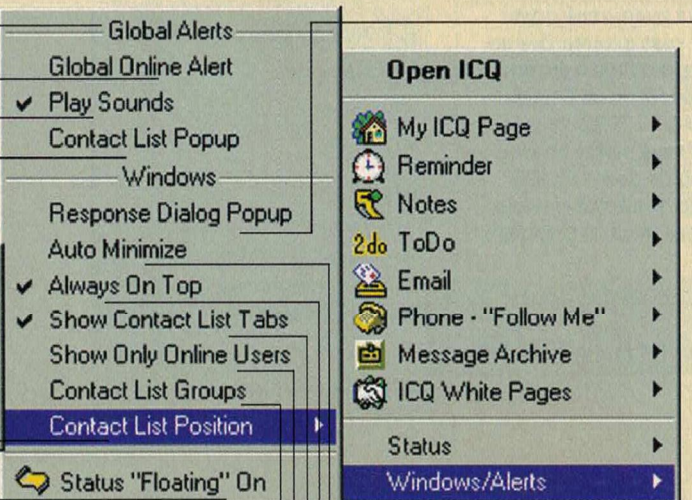 Global Alerts
Global Online Alert
Play Sounds
Contact List Popup
Windows
Response Dialog Popup
Auto Minimize
Always On Top
Show Contact List Tabs
Show Only Online Users
Contact List Groups
Contact List Position
Status "Floating" On
Open ICQ
My ICQ Page
Reminder
Notes
2do ToDo
Email
Phone - "Follow Me"
Message Archive
ICQ White Pages
Status
Windows/Alerts